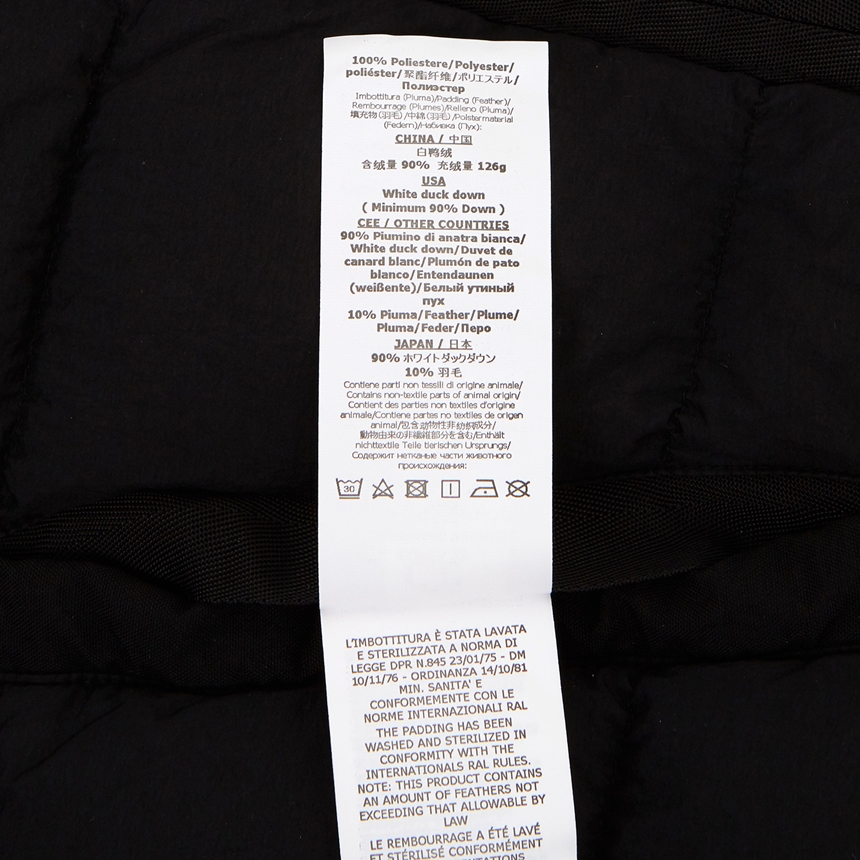 100% Poliestere/Polyester/
poliéster/聚酯纤维/ポリエステル/
Полиэстер
Imbottitura (Piuma)/Padding (Feather)/
Rembourrage (Plumes)/Relleno (Piuma)/
填充物(羽毛)/中綿(羽毛)/Polstermaterial
(Federn)/Набивка (Пух):
CHINA / 中国
白鸭绒
含绒量 90% 充绒量 126g
USA
White duck down
( Minimum 90% Down )
CEE / OTHER COUNTRIES
90% Piumino di anatra bianca/
White duck down/Duvet de
canard blanc/Plumón de pato
blanco/Entendaunen
(weißente)/Белый утиный
пух
10% Piuma/Feather/Plume/
Pluma/Feder/Перо
JAPAN / 日本
90% ホワイトダックダウン
10% 羽毛
Contiene parti non tessili di origine animale/
Contains non-textile parts of animal origin/
Contient des parties non textiles d'origine
animale/Contiene partes no textiles de origen
animal/包含动物性非纺织成分/
動物由来の非繊維部分を含む/Enthält
nichttextile Teile tierischen Ursprungs/
Содержит нетканые части животного
происхождения:
30
L'IMBOTTITURA È STATA LAVATA
E STERILIZZATA A NORMA DI
LEGGE DPR N.845 23/01/75 - DM
10/11/76 - ORDINANZA 14/10/81
MIN. SANITA' E
CONFORMEMENTE CON LE
NORME INTERNAZIONALI RAL
THE PADDING HAS BEEN
WASHED AND STERILIZED IN
CONFORMITY WITH THE
INTERNATIONALS RAL RULES.
NOTE: THIS PRODUCT CONTAINS
AN AMOUNT OF FEATHERS NOT
EXCEEDING THAT ALLOWABLE BY
LAW
LE REMBOURRAGE A ÉTÉ LAVÉ
ET STÉRILISÉ CONFORMÉMENT